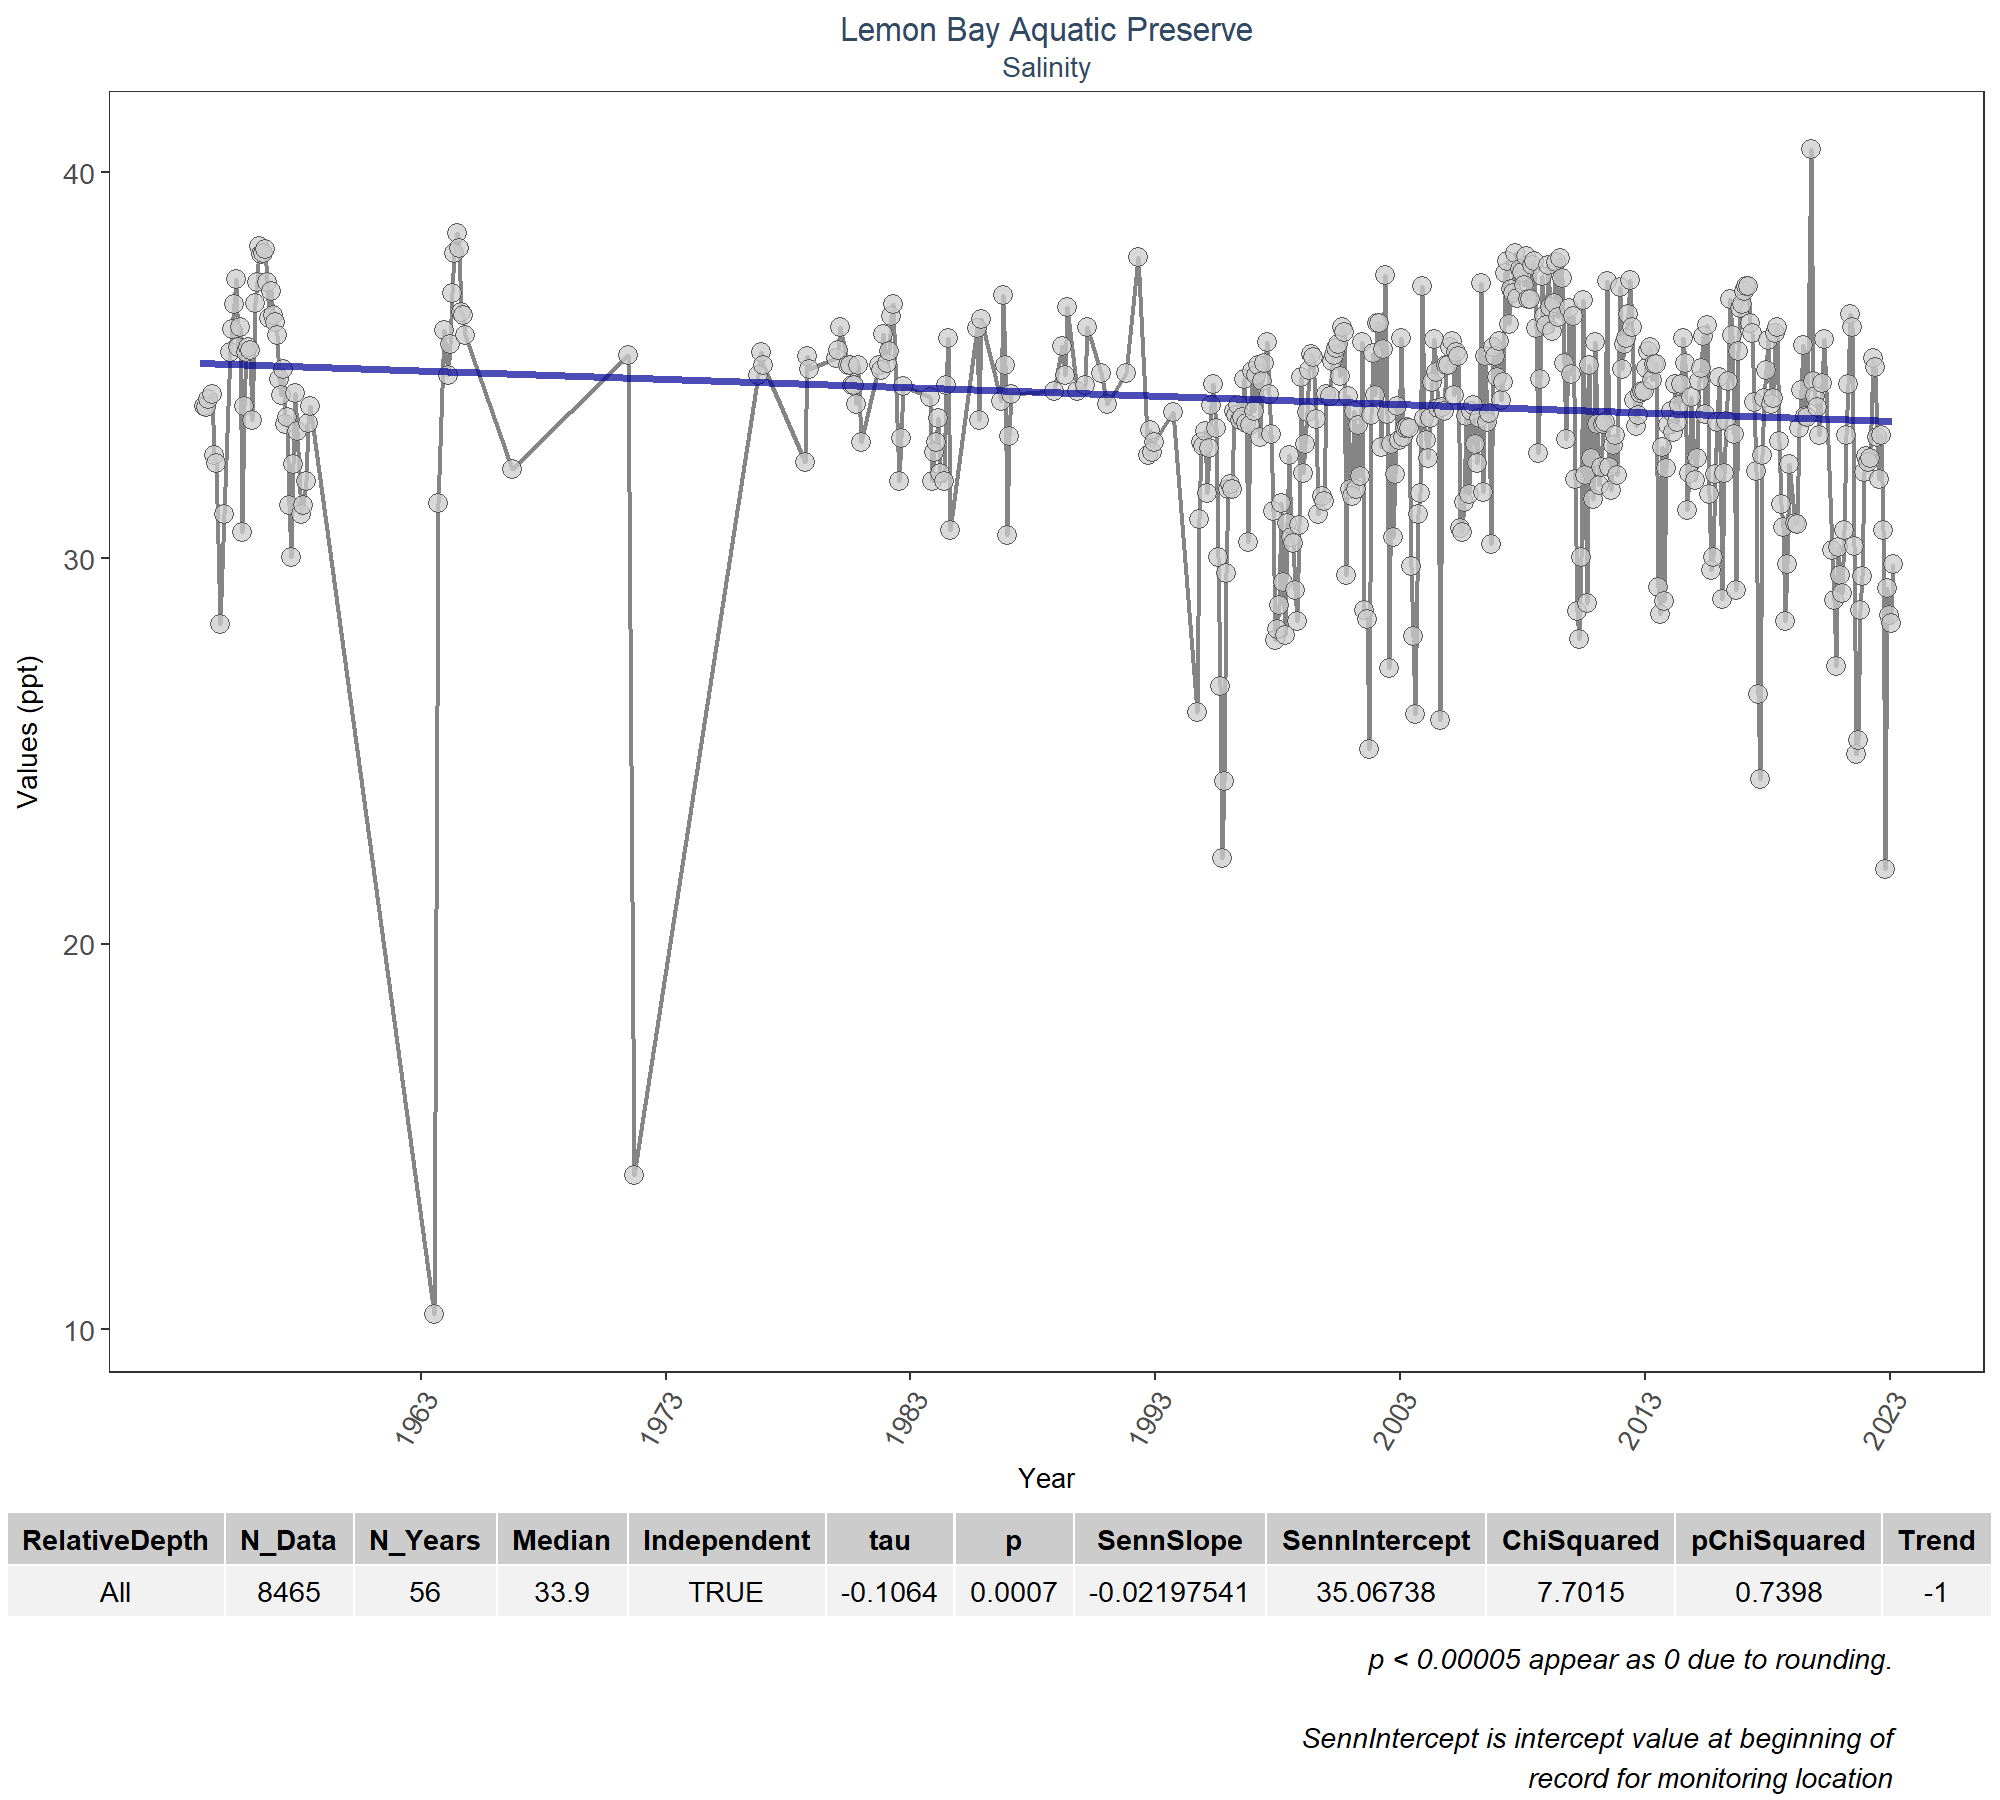 Lemon Bay Aquatic Preserve
Salinity
40
30
20
10
Values (ppt)
1963 1973 1983 1993 2003 2013 2023
Year
RelativeDepth N_Data N_Years Median Independent tau p SennSlope SennIntercept ChiSquared pChiSquared Trend
All 8465 56 33.9 TRUE -0.1064 0.0007 -0.02197541 35.06738 7.7015 0.7398 -1
p < 0.00005 appear as 0 due to rounding.
SennIntercept is intercept value at beginning of
record for monitoring location